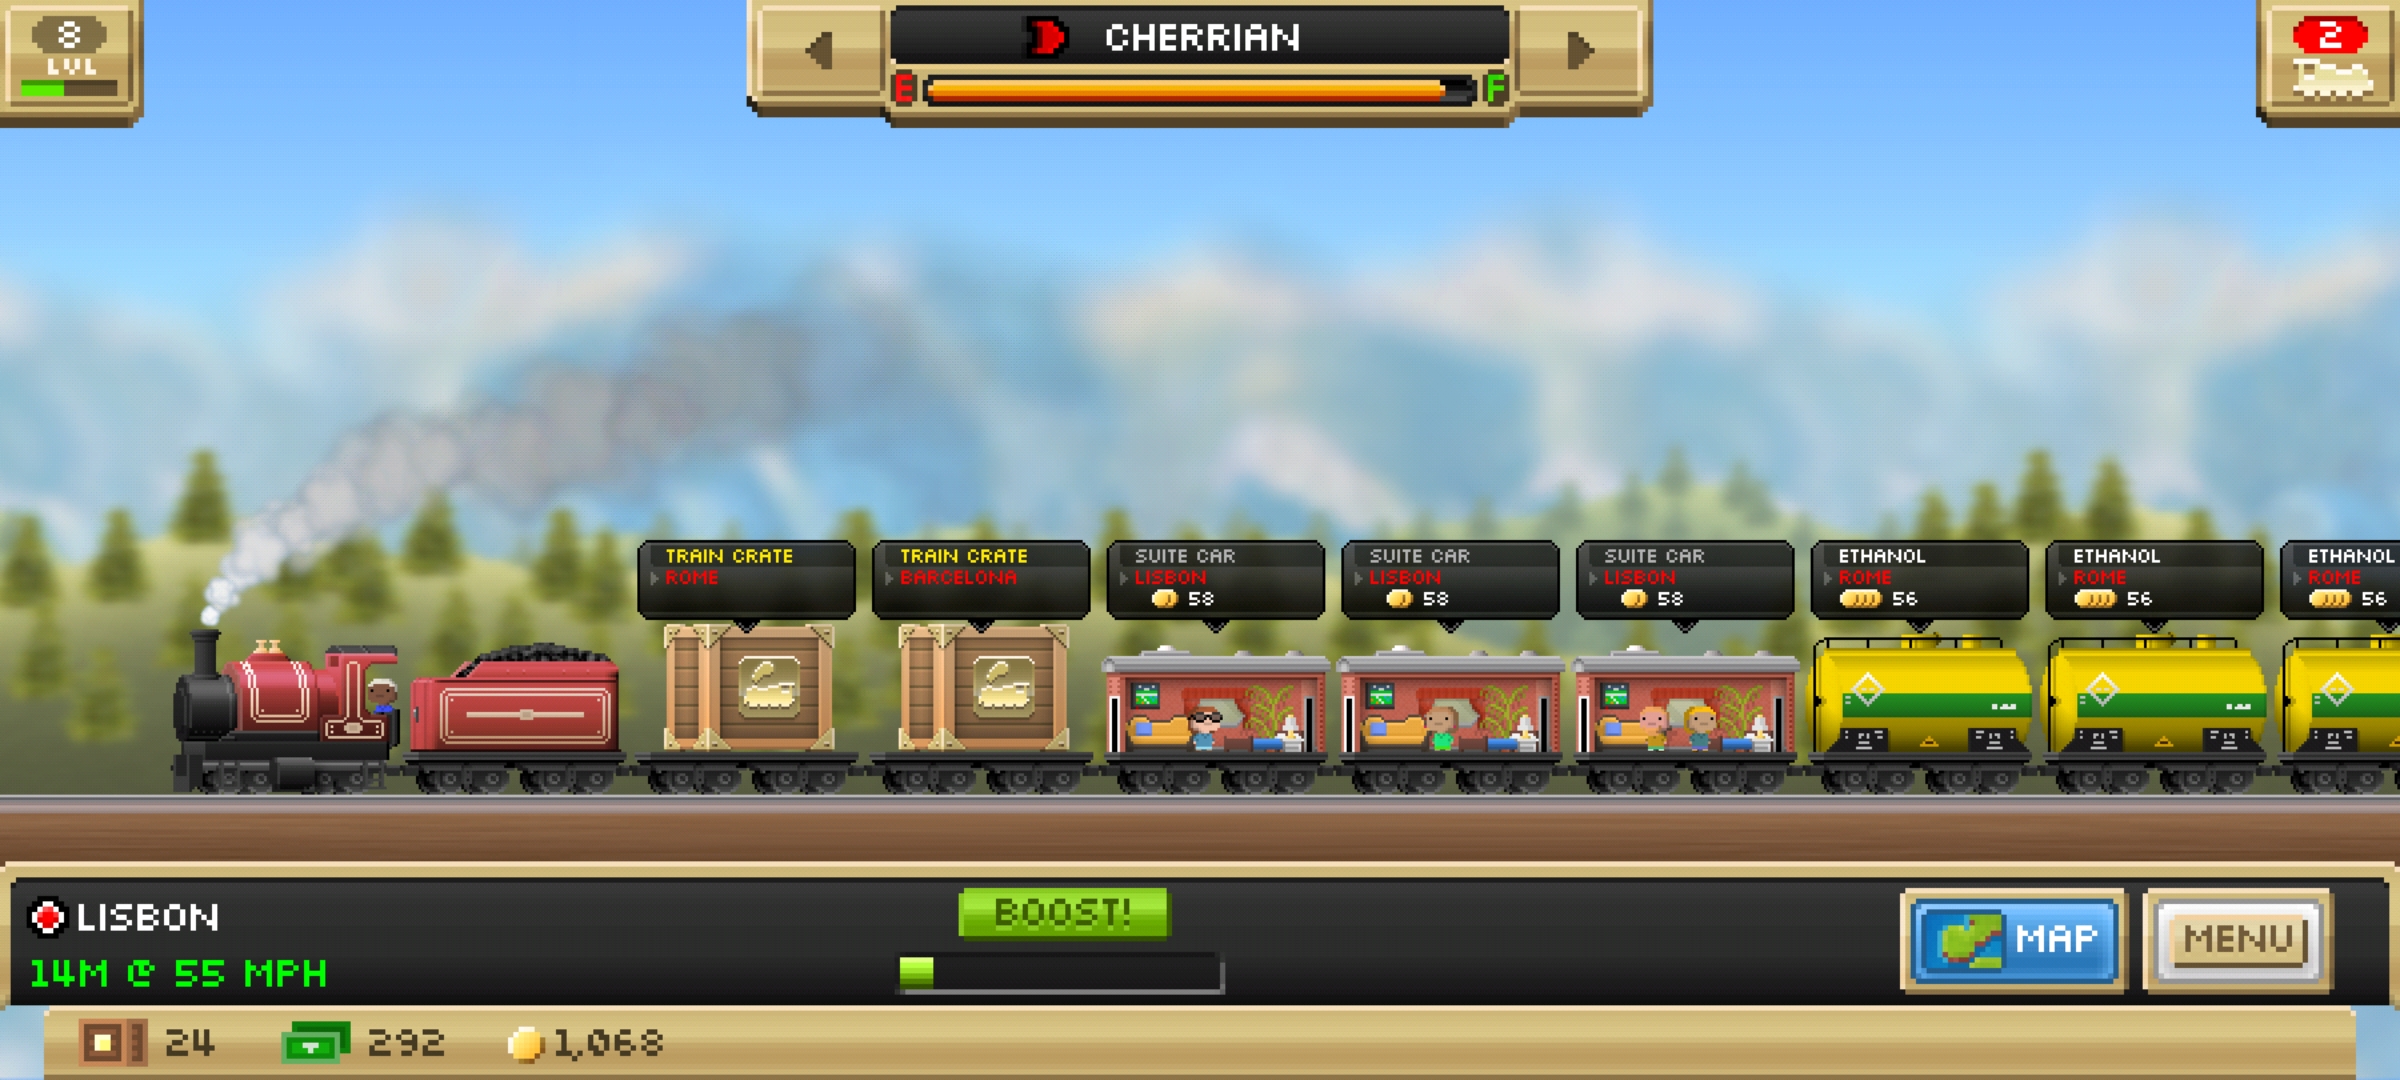 8
LVL
CHERRIAN
E F
2
TRAIN CRATE
ROME
TRAIN CRATE
BARCELONA
SUITE CAR
LISBON
58
SUITE CAR
LISBON
58
SUITE CAR
LISBON
58
ETHANOL
ROME
56
ETHANOL
ROME
56
ETHANOL
ROME
56
LISBON
14M @ 55 MPH
BOOST!
MAP
MENU
24
292
1,068